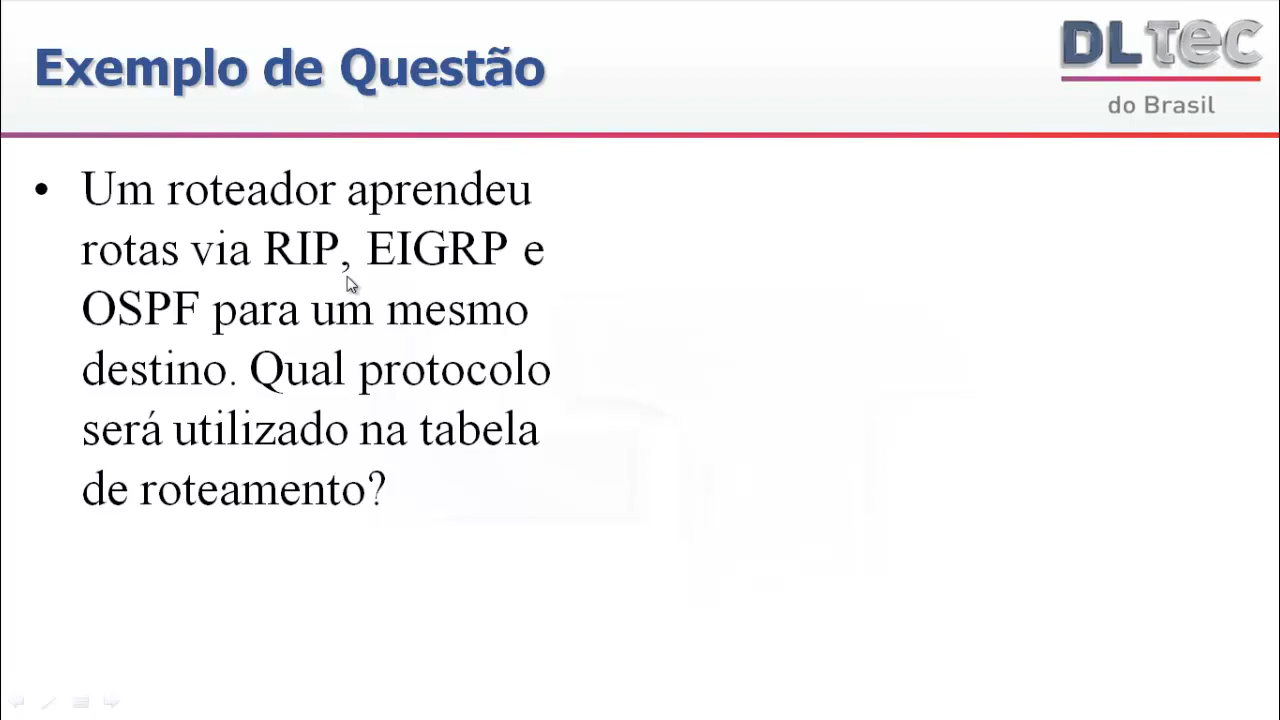 Exemplo de Questão
DLTEC
do Brasil
• Um roteador aprendeu
rotas via RIP, EIGRP e
OSPF para um mesmo
destino. Qual protocolo
será utilizado na tabela
de roteamento?